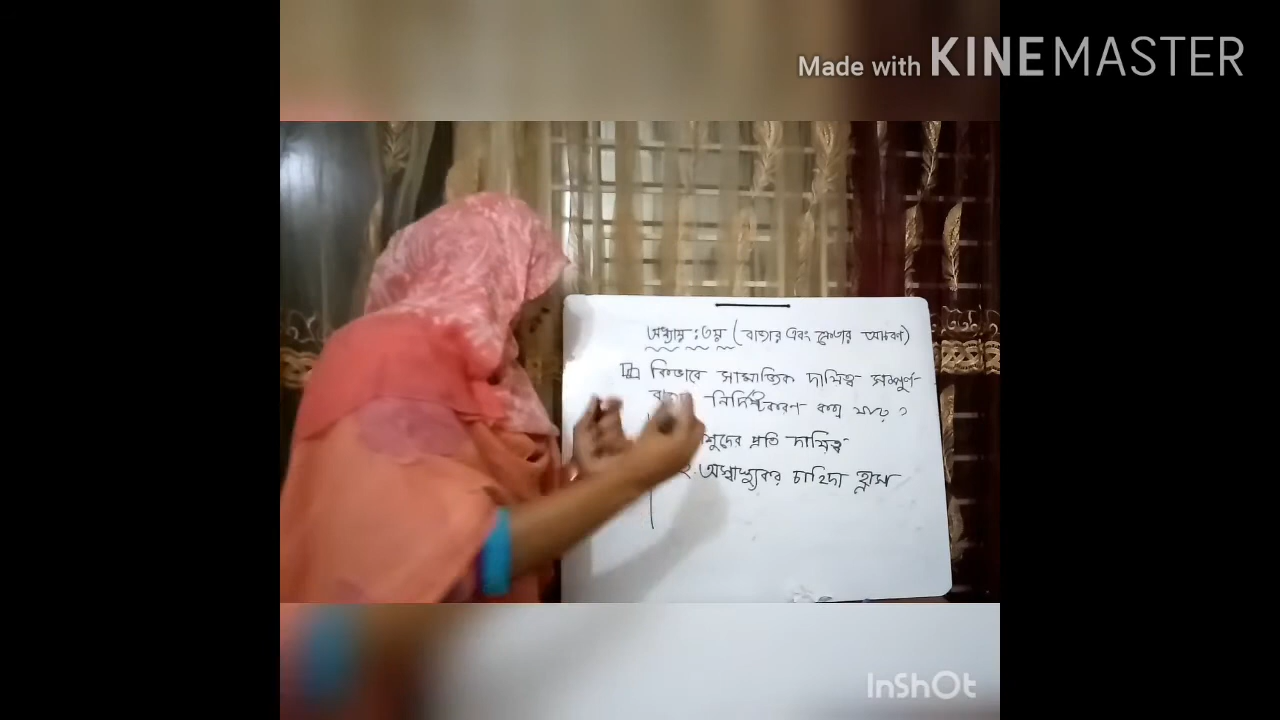 Made with KINEMASTER
অধ্যায় : ৩য় (বাজার এবং ক্রেতার আচরণ)
কিভাবে সামাজিক দায়িত্ব সম্পূর্ণ
নির্দিষ্টকরণ করা যায় ?
শুদের প্রতি দায়িত্ব
২. অস্বাস্থ্যকর চাহিদা হ্রাস
InShOt